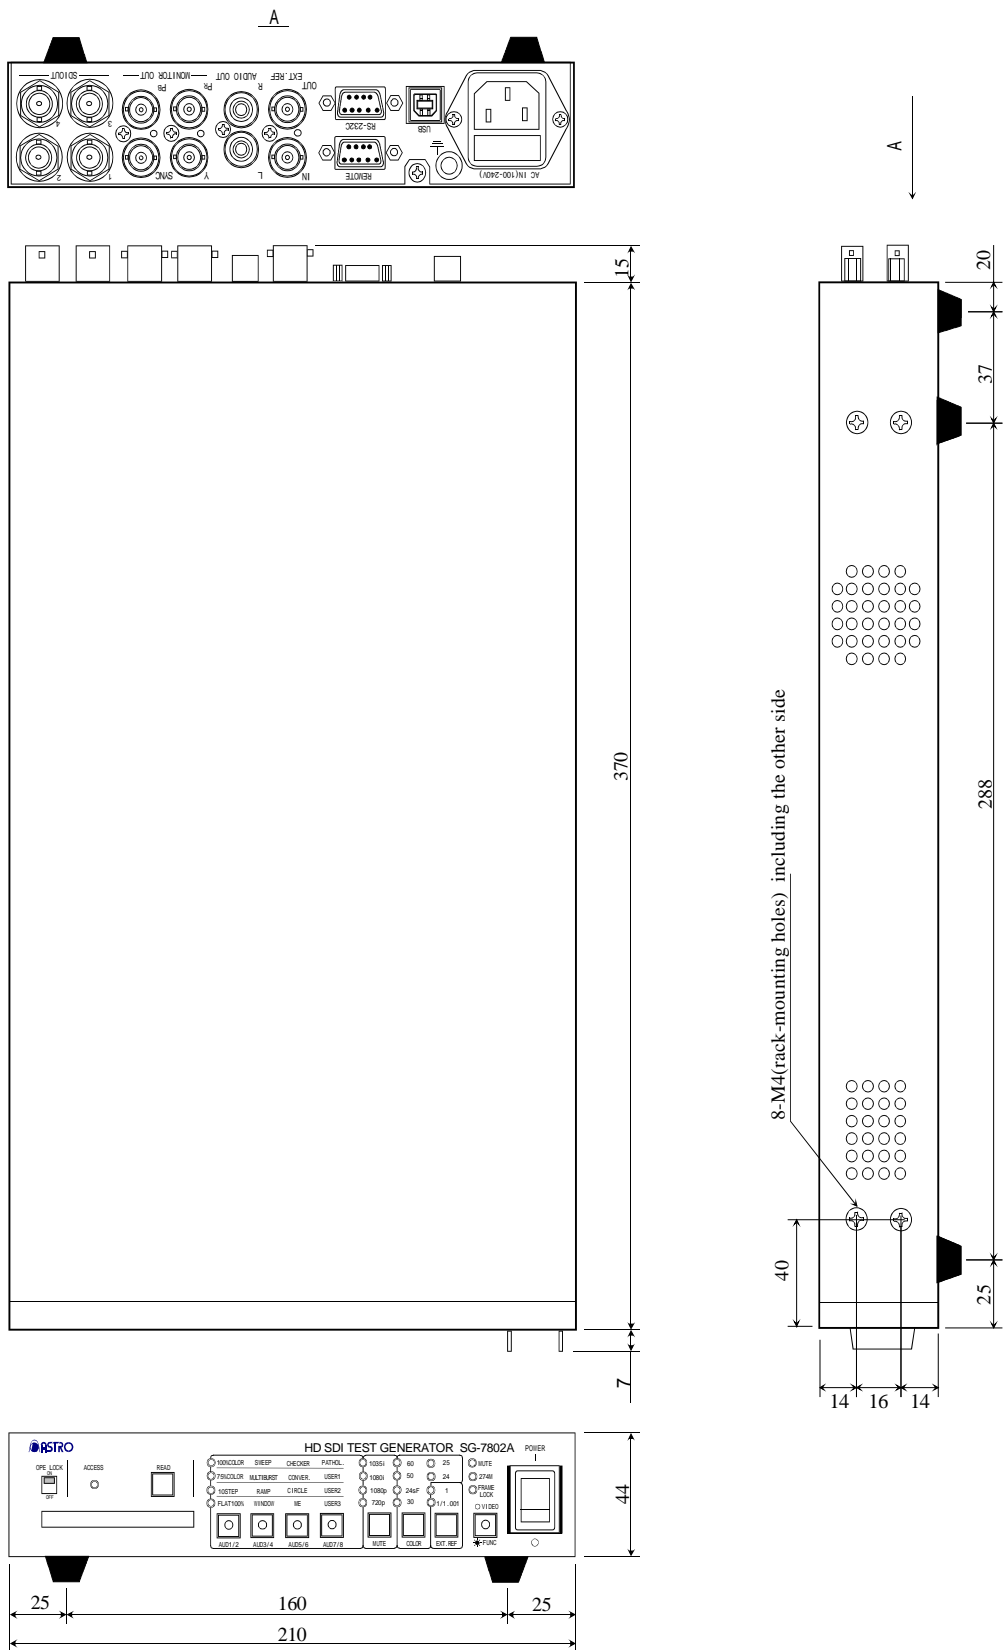 A
SDI OUT
MONITOR OUT
AUDIO OUT
EXT.REF
4
3
PB
PR
R
OUT
RS-232C
USB
2
1
SYNC
Y
L
IN
REMOTE
AC IN(100-240V)
A
15
20
37
370
288
8-M4(rack-mounting holes) including the other side
40
25
7
14
16
14
ASTRO
HD SDI TEST GENERATOR SG-7802A
POWER
OPE LOCK
ON
OFF
ACCESS
READ
100%COLOR SWEEP CHECKER PATHOL. 1035i 60 25 MUTE
75%COLOR MULTIBURST CONVER. USER1 1080i 50 24 274M
10STEP RAMP CIRCLE USER2 1080p 24sF 1 FRAME LOCK
FLAT100% WINDOW ME USER3 720p 30 1/1.001 VIDEO
AUD1/2 AUD3/4 AUD5/6 AUD7/8 MUTE COLOR EXT.REF FUNC
44
25
160
25
210